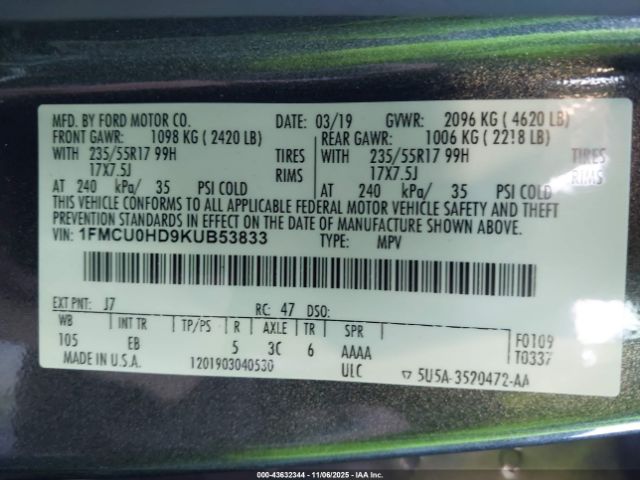 MFD. BY FORD MOTOR CO. DATE: 03/19 GVWR: 2096 KG ( 4620 LB)
FRONT GAWR: 1098 KG ( 2420 LB) REAR GAWR: 1006 KG ( 2218 LB)
WITH 235/55R17 99H TIRES WITH 235/55R17 99H TIRES
17X7.5J RIMS 17X7.5J RIMS
AT 240 kPa/ 35 PSI COLD AT 240 kPa/ 35 PSI COLD
THIS VEHICLE CONFORMS TO ALL APPLICABLE FEDERAL MOTOR VEHICLE SAFETY AND THEFT
PREVENTION STANDARDS IN EFFECT ON THE DATE OF MANUFACTURE SHOWN ABOVE.
VIN: 1FMCU0HD9KUB53833 TYPE: MPV
EXT PNT: J7 RC: 47 DSO:
WB INT TR TP/PS R AXLE TR SPR F0109
105 EB 5 3C 6 AAAA T0337
MADE IN U.S.A. 1201903040530 ULC 5U5A-3520472-AA
000-43632344 - 11/06/2025 - IAA Inc.